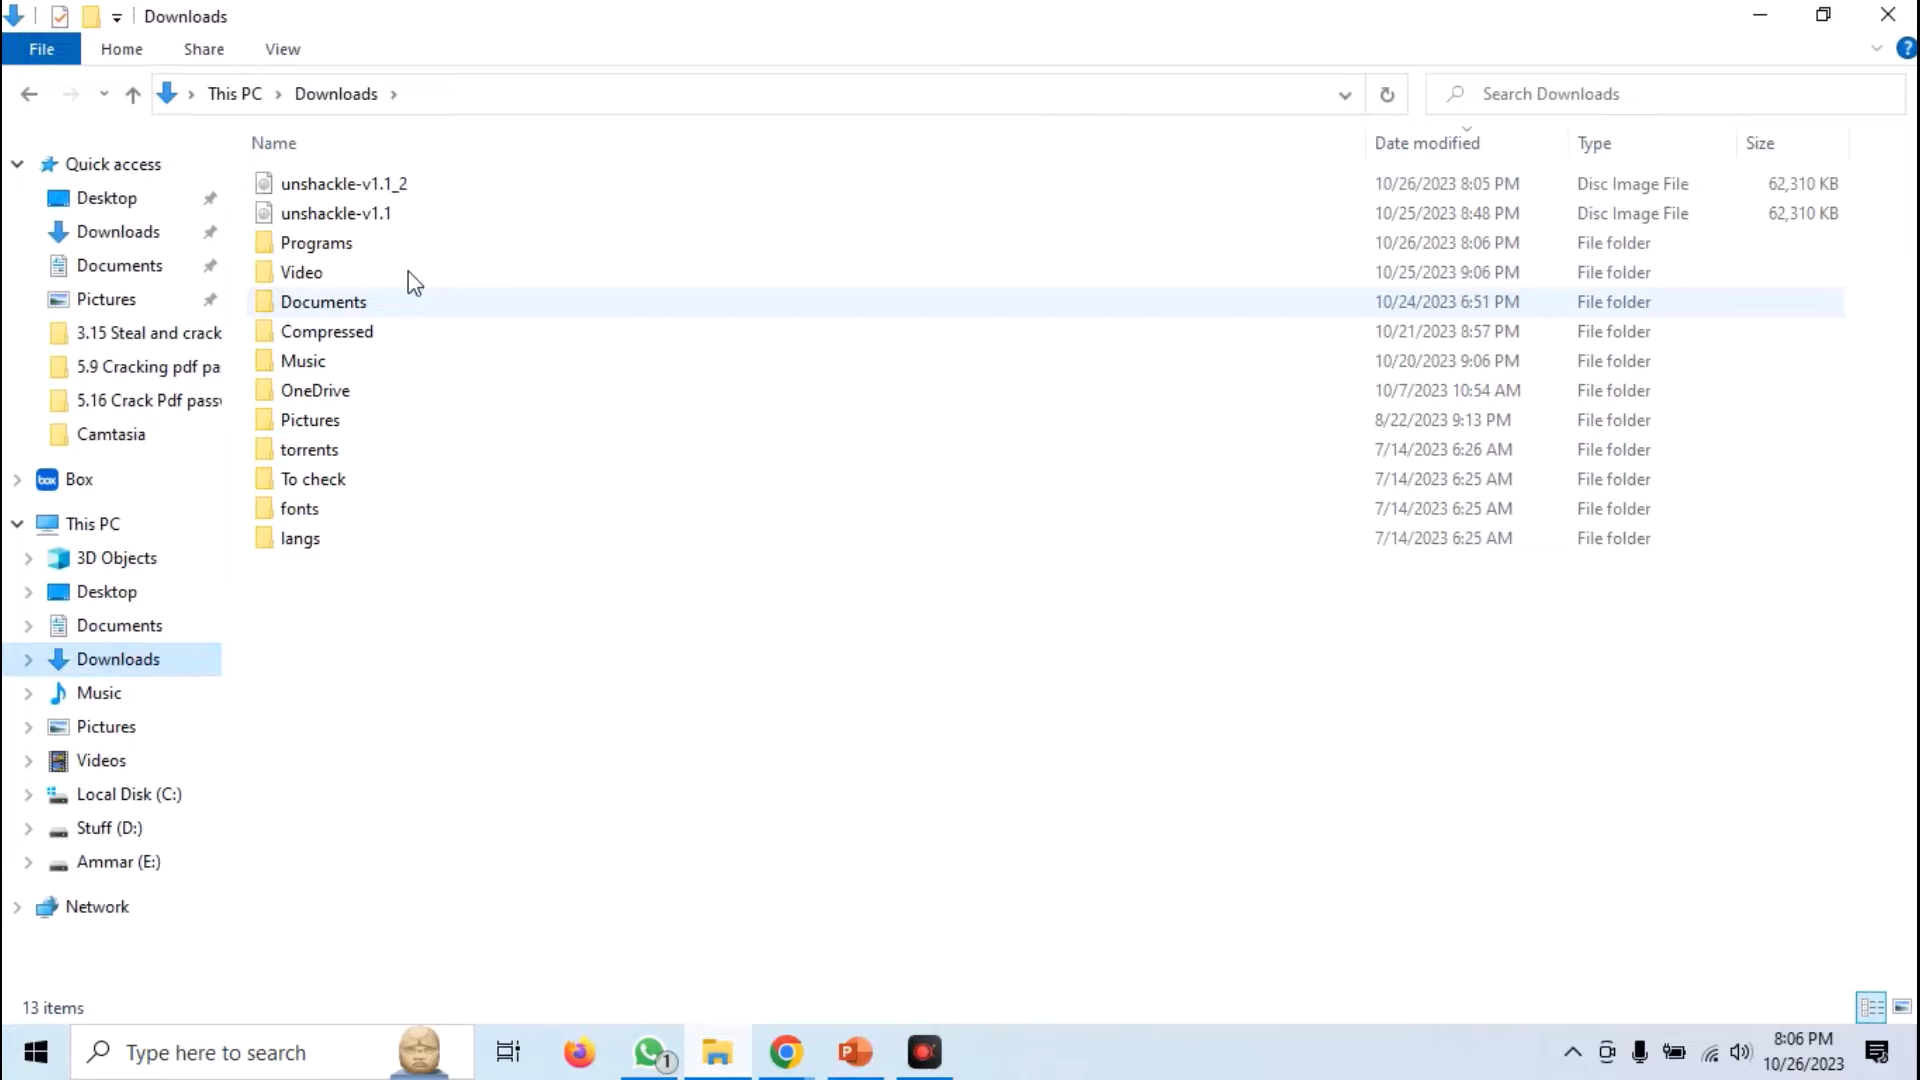 Downloads
File Home Share View
This PC Downloads
Search Downloads
Name Date modified Type Size
unshackle-v1.1_2 10/26/2023 8:05 PM Disc Image File 62,310 KB
unshackle-v1.1 10/25/2023 8:48 PM Disc Image File 62,310 KB
Programs 10/26/2023 8:06 PM File folder
Video 10/25/2023 9:06 PM File folder
Documents 10/24/2023 6:51 PM File folder
Compressed 10/21/2023 8:57 PM File folder
Music 10/20/2023 9:06 PM File folder
OneDrive 10/7/2023 10:54 AM File folder
Pictures 8/22/2023 9:13 PM File folder
torrents 7/14/2023 6:26 AM File folder
To check 7/14/2023 6:25 AM File folder
fonts 7/14/2023 6:25 AM File folder
langs 7/14/2023 6:25 AM File folder
Quick access
Desktop
Downloads
Documents
Pictures
3.15 Steal and crack
5.9 Cracking pdf pa
5.16 Crack Pdf pass
Camtasia
box Box
This PC
3D Objects
Desktop
Documents
Downloads
Music
Pictures
Videos
Local Disk (C:)
Stuff (D:)
Ammar (E:)
Network
13 items
Type here to search
1
8:06 PM
10/26/2023